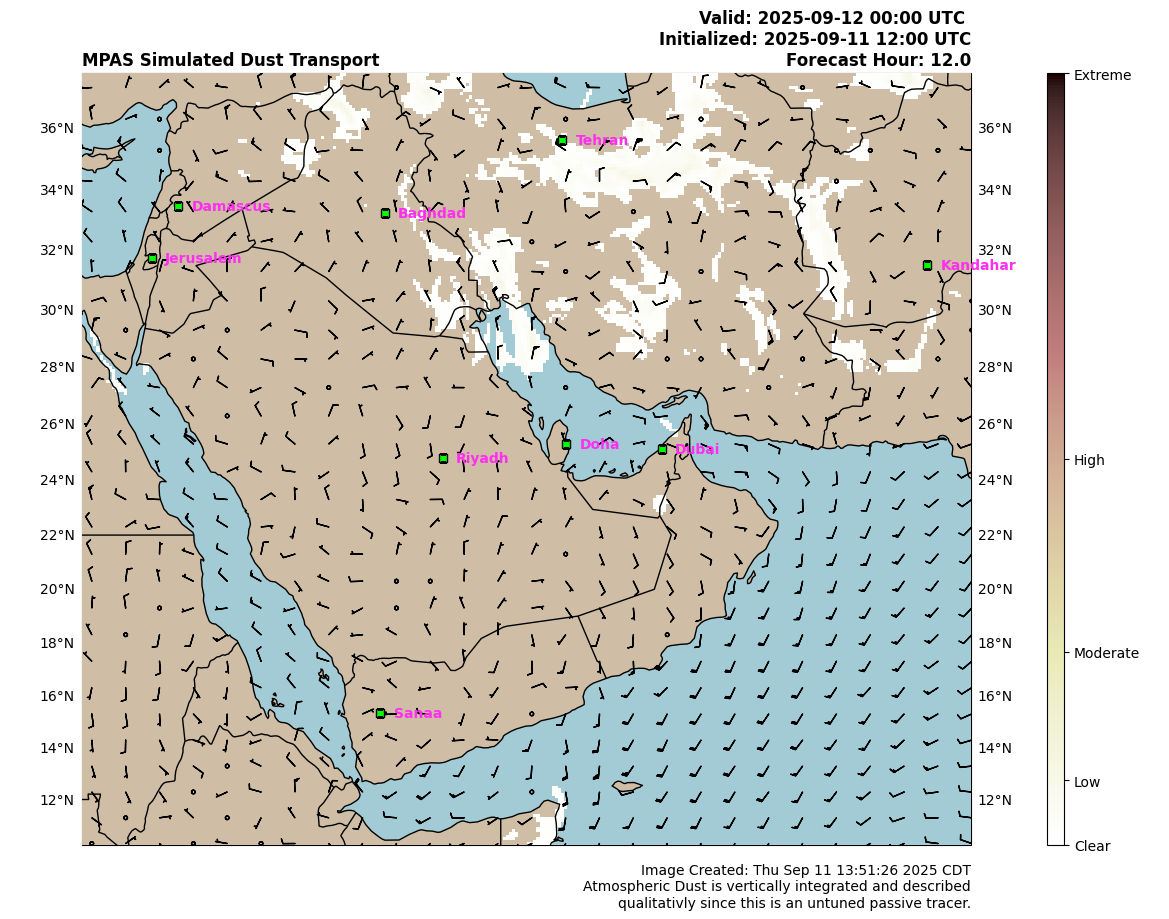 Valid: 2025-09-12 00:00 UTC
Initialized: 2025-09-11 12:00 UTC
MPAS Simulated Dust Transport
Forecast Hour: 12.0
Extreme
36°N
36°N
Tehran
34°N
34°N
Damascus
Baghdad
32°N
32°N
Jerusalem
Kandahar
30°N
30°N
28°N
28°N
26°N
26°N
Doha
Dubai
Riyadh
High
24°N
24°N
22°N
22°N
20°N
20°N
18°N
18°N
Moderate
16°N
16°N
Sanaa
14°N
14°N
Low
12°N
12°N
Clear
Image Created: Thu Sep 11 13:51:26 2025 CDT
Atmospheric Dust is vertically integrated and described
qualitativly since this is an untuned passive tracer.